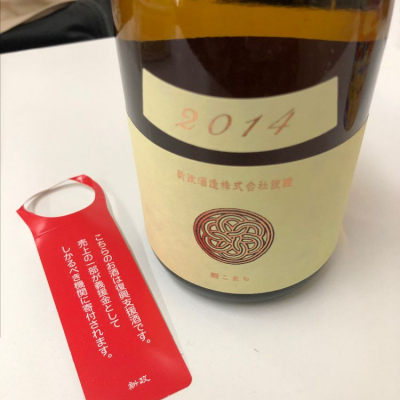 2014
新政酒造株式会社謹醸
こちらのお酒は復興支援酒です。
売上の一部が義援金として
しかるべき機関に寄付されます。
新政